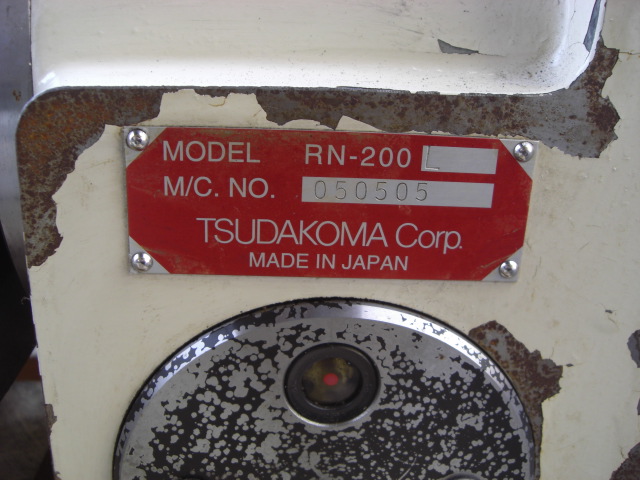 MODEL RN-200 L
M/C. NO. 050505
TSUDAKOMA Corp.
MADE IN JAPAN